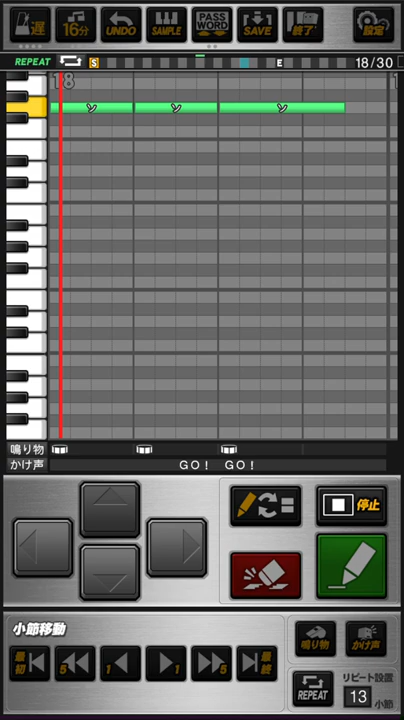 遅
16分
UNDO
SAMPLE
PASS WORD
SAVE
終了
設定
REPEAT
S
E
18/30
18
ソ
ソ
ソ
鳴り物
かけ声
GO! GO!
停止
小節移動
最初
5
1
1
5
最終
鳴り物
かけ声
REPEAT
リピート設置
13
小節